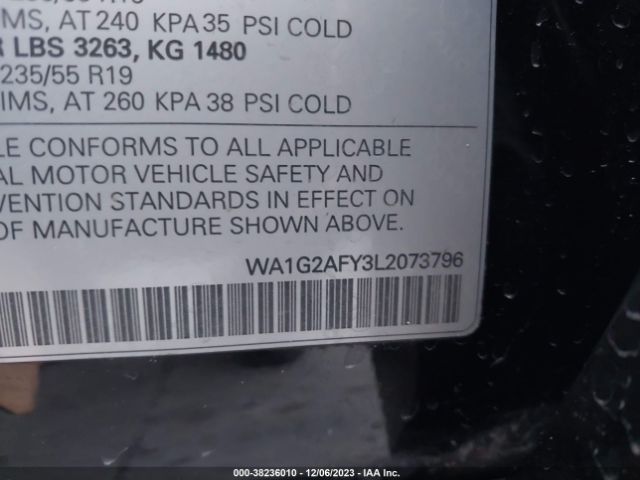 IMS, AT 240 KPA 35 PSI COLD
R LBS 3263, KG 1480
235/55 R19
IMS, AT 260 KPA 38 PSI COLD
LE CONFORMS TO ALL APPLICABLE
AL MOTOR VEHICLE SAFETY AND
VENTION STANDARDS IN EFFECT ON
OF MANUFACTURE SHOWN ABOVE.
WA1G2AFY3L2073796
000-38236010 - 12/06/2023 - IAA Inc.